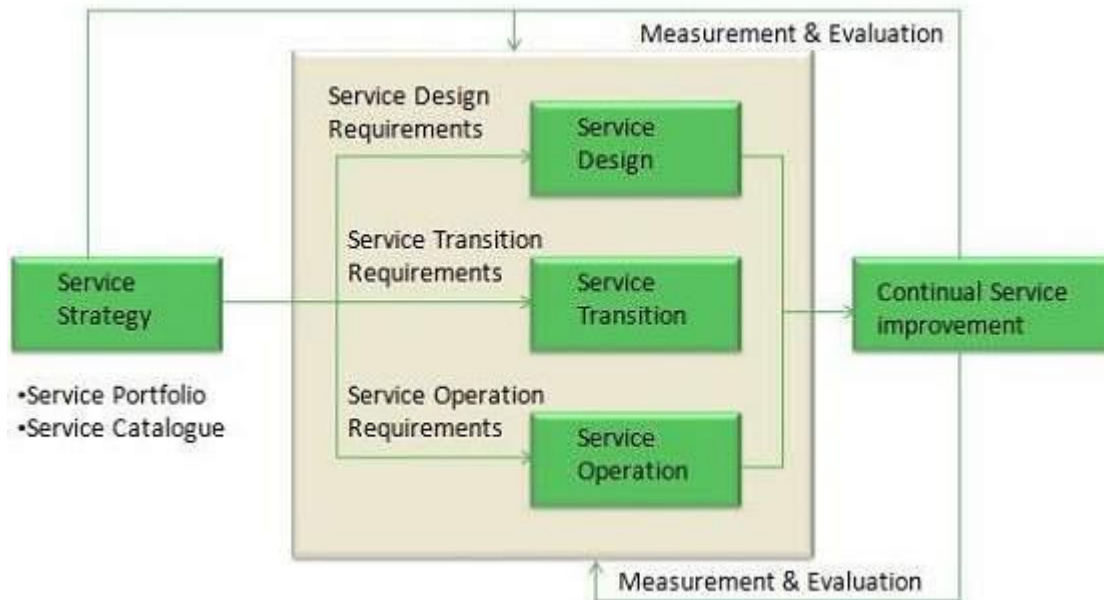 Measurement & Evaluation
Service Design
Requirements
Service
Design
Service Transition
Requirements
Service
Strategy
Service
Transition
Continual Service
improvement
•Service Portfolio
•Service Catalogue
Service Operation
Requirements
Service
Operation
Measurement & Evaluation